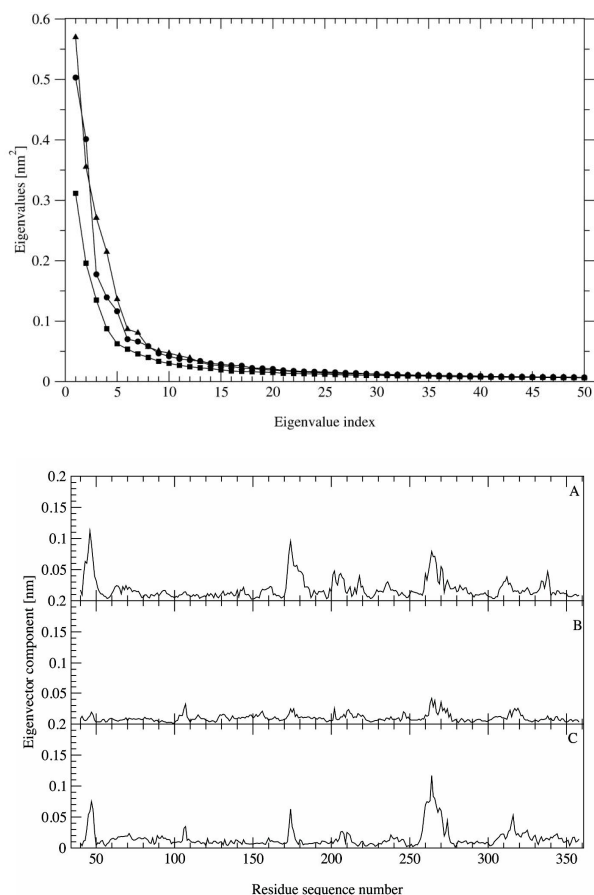 0.6
0.5
0.4
0.3
0.2
0.1
0
Eigenvalues [nm²]
0 5 10 15 20 25 30 35 40 45 50
Eigenvalue index
0.2
A
0.15
0.1
0.05
0.2
B
0.15
0.1
0.05
0.2
C
0.15
0.1
0.05
0
Eigenvector component [nm]
50 100 150 200 250 300 350
Residue sequence number